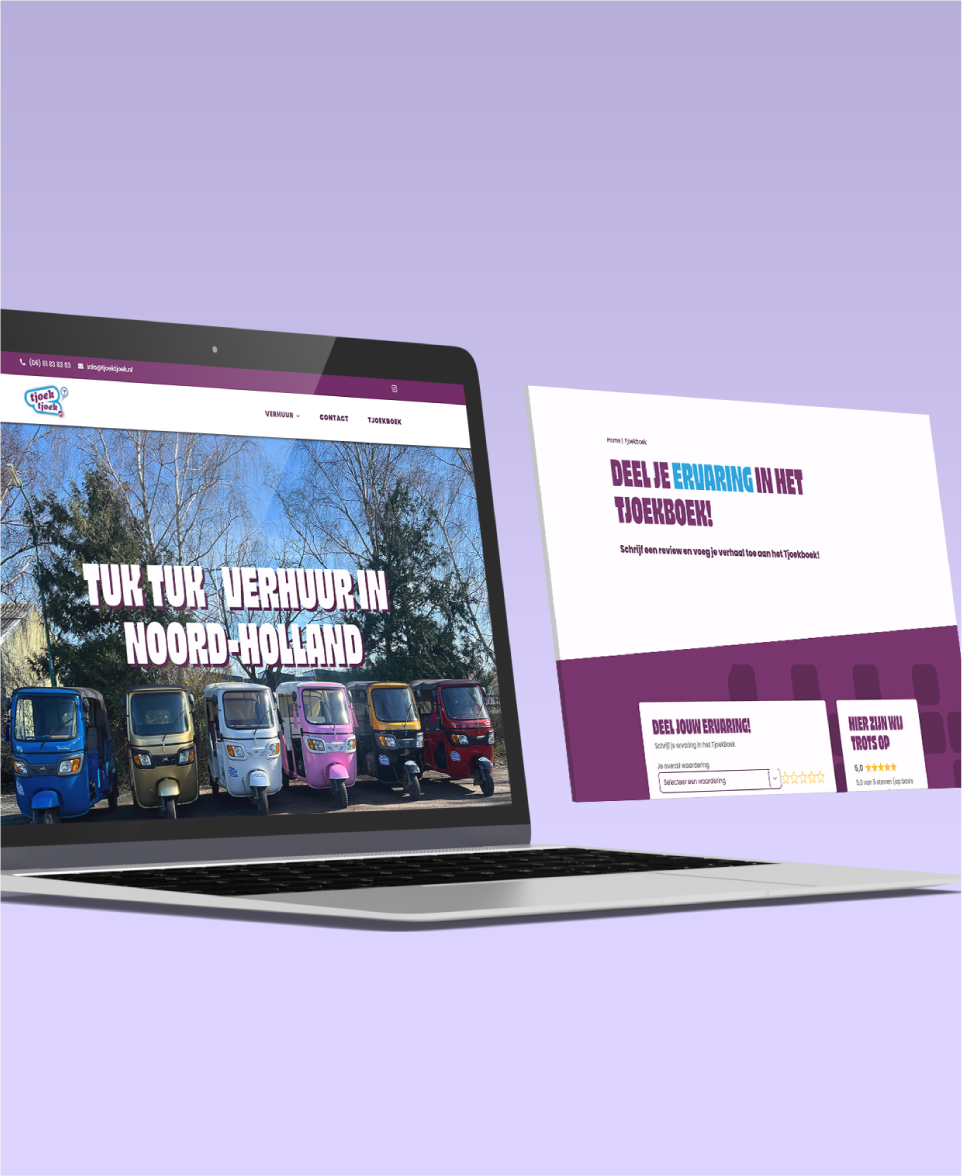 (06) 81 83 83 83 info@tjoektjoek.nl
tjoek
tjoek
VERHUUR
CONTACT
TJOEKBOEK
TUK TUK VERHUUR IN
NOORD-HOLLAND
Home | Tjoekboek
DEEL JE ERVARING IN HET
TJOEKBOEK!
Schrijf een review en voeg je verhaal toe aan het Tjoekboek!
DEEL JOUW ERVARING!
Schrijf je ervaring in het TjoekBoek
Je overall waardering
Selecteer een waardering
HIER ZIJN WIJ
TROTS OP
5,0
5,0 van 5 sterren (op basis